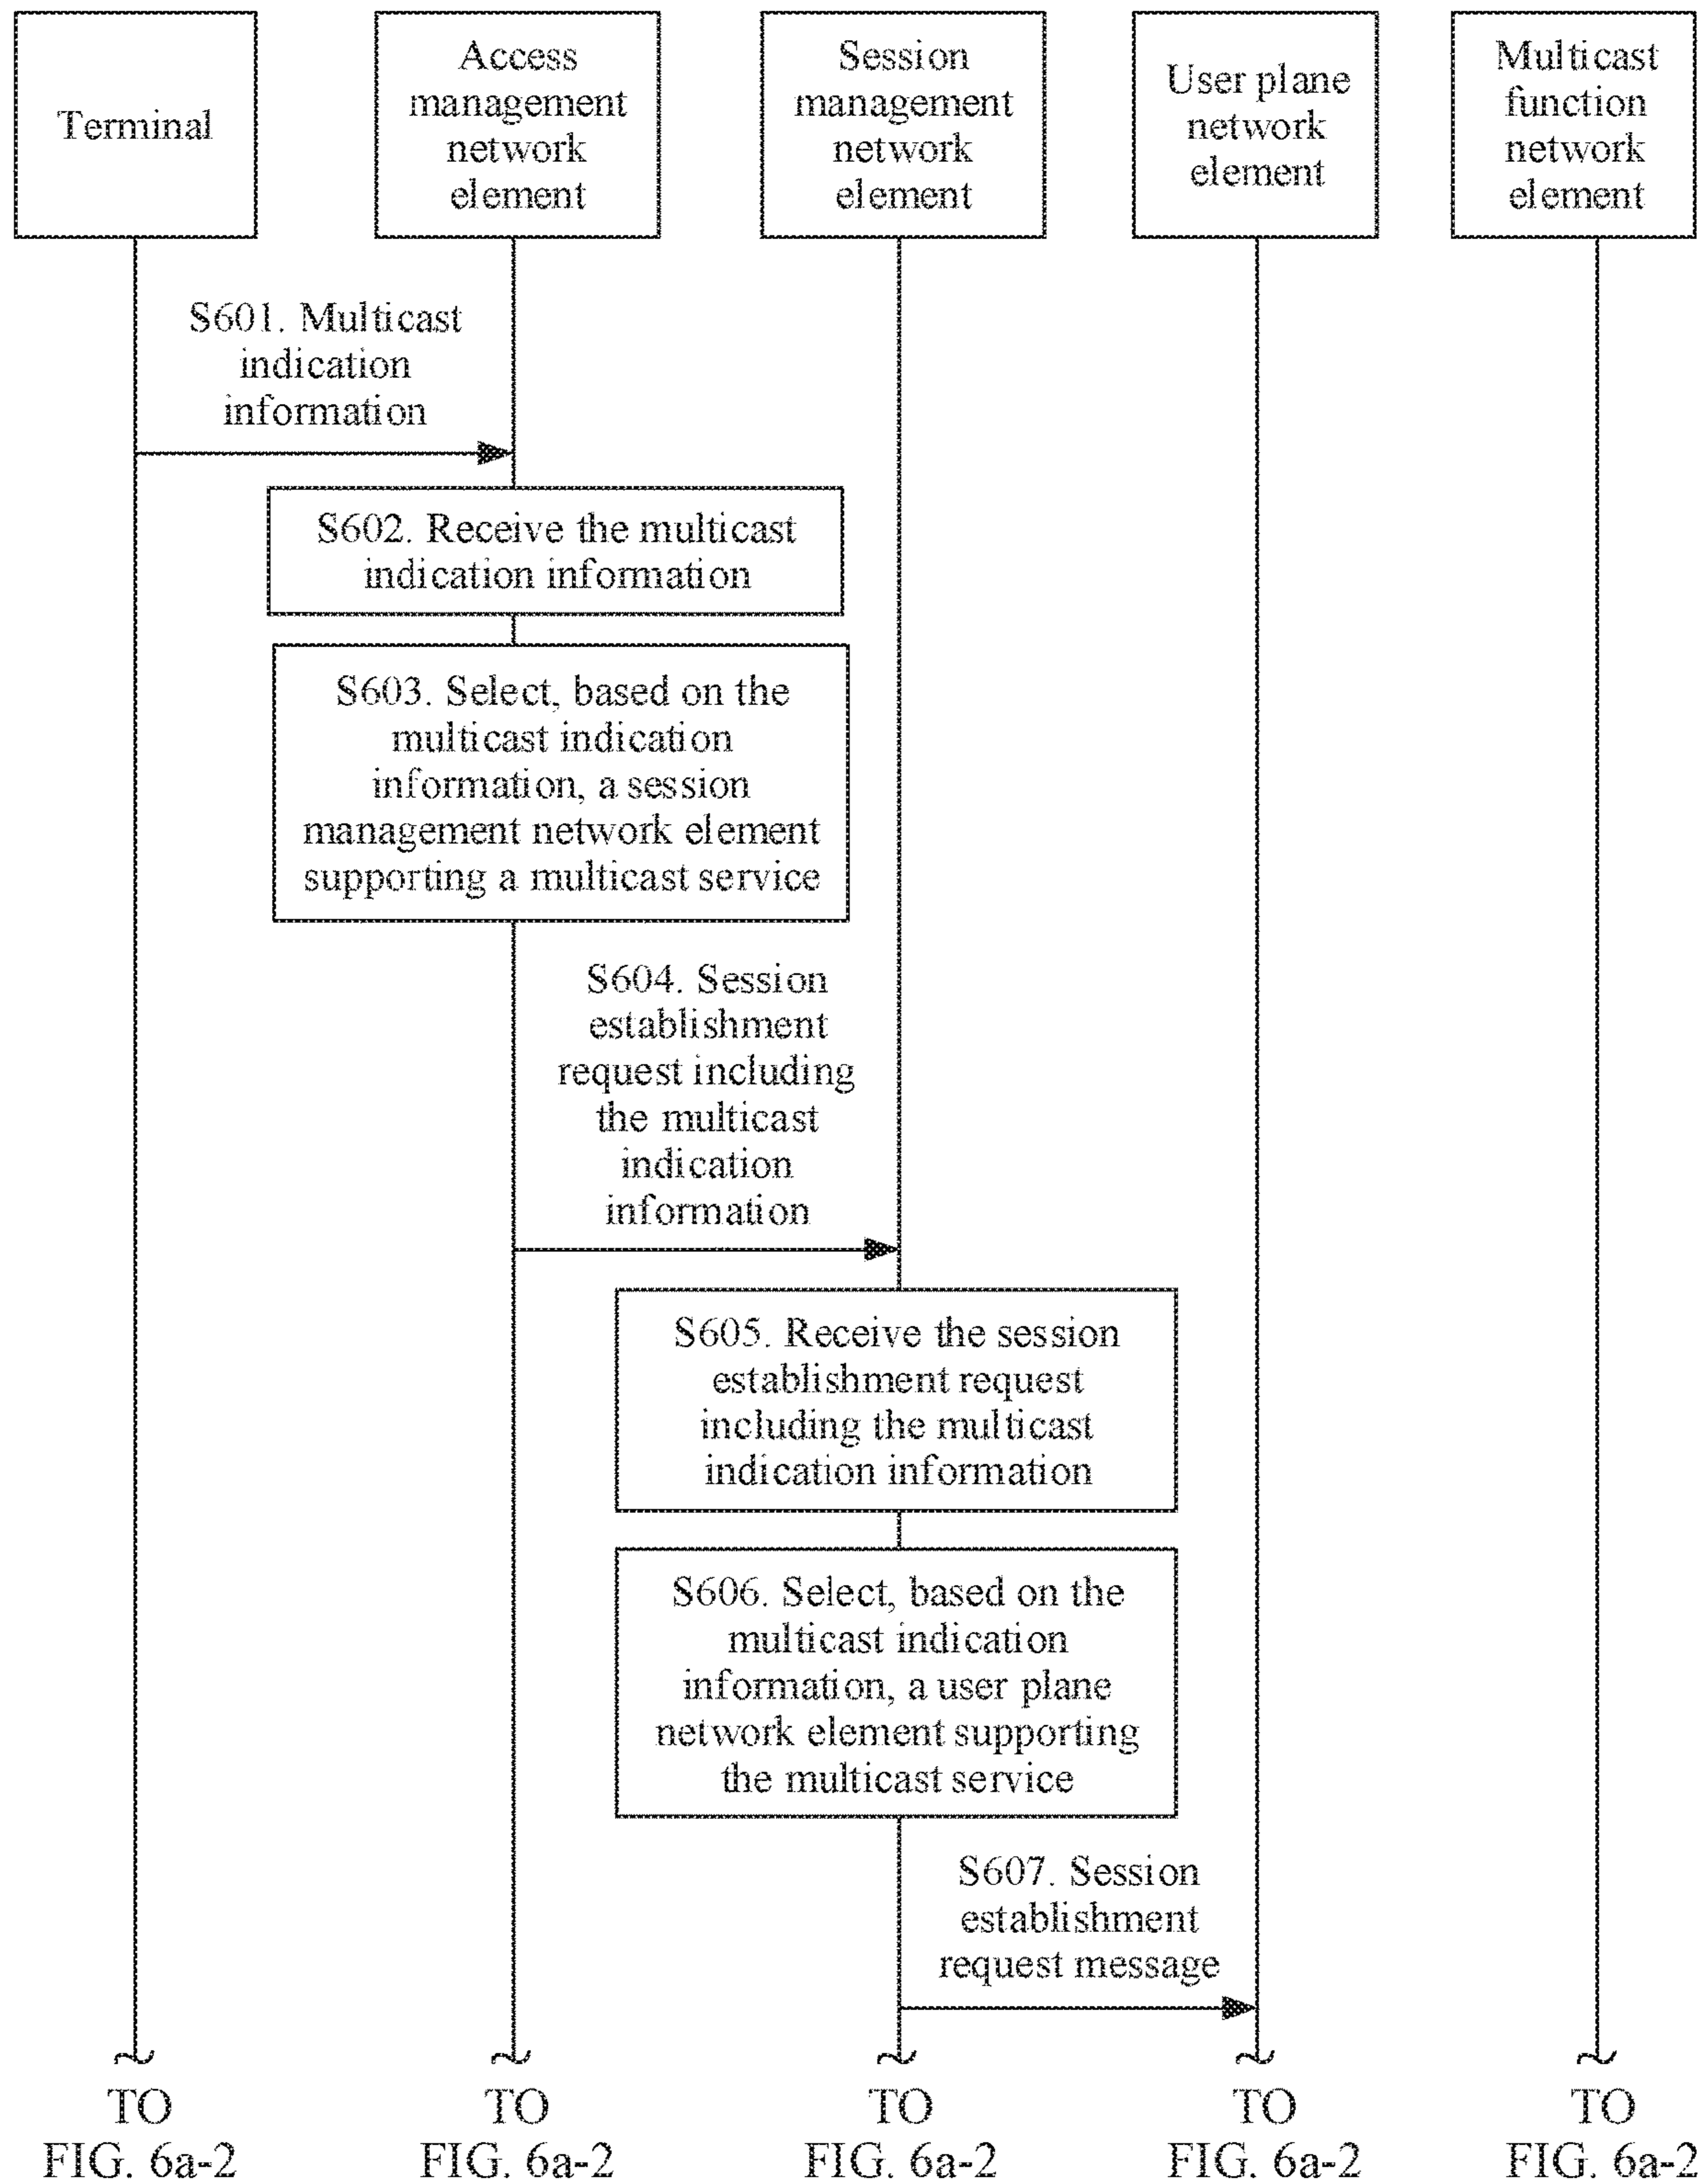 Terminal
Access
management
network
element
Session
management
network
element
User plane
network
element
Multicast
function
network
element
S601. Multicast
indication
information
S602. Receive the multicast
indication information
S603. Select, based on the
multicast indication
information, a session
management network element
supporting a multicast service
S604. Session
establishment
request including
the multicast
indication
information
S605. Receive the session
establishment request
including the multicast
indication information
S606. Select, based on the
multicast indication
information, a user plane
network element supporting
the multicast service
S607. Session
establishment
request message
TO
FIG. 6a-2
TO
FIG. 6a-2
TO
FIG. 6a-2
TO
FIG. 6a-2
TO
FIG. 6a-2